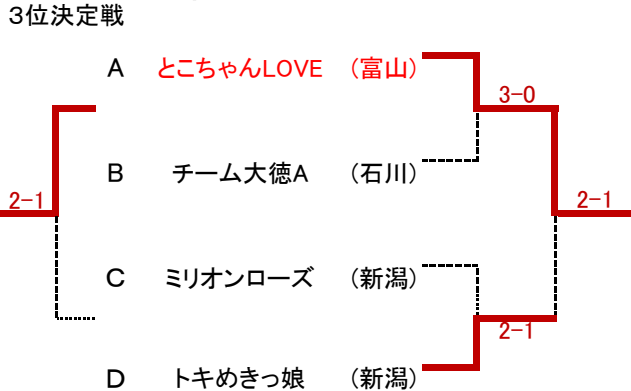 3位決定戦
A とこちゃんLOVE (富山)
3-0
B チーム大徳A (石川)
2-1
2-1
C ミリオンローズ (新潟)
2-1
D トキめきっ娘 (新潟)